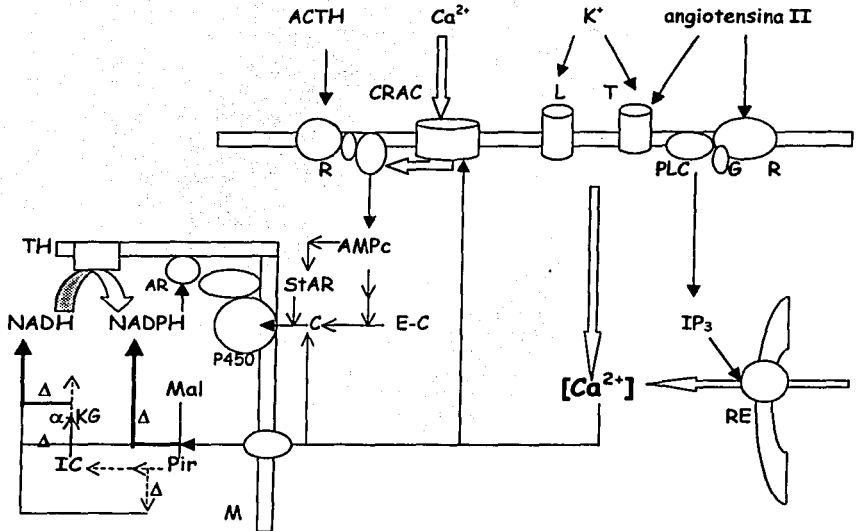 ACTH Ca²⁺ K⁺ angiotensina II
CRAC L T
R PLC G R
TH AMPc
AR StAR
NADH NADPH C E-C IP₃
P450
Δ Mal [Ca²⁺]
α-KG Δ RE
Δ
IC Pir
Δ
M